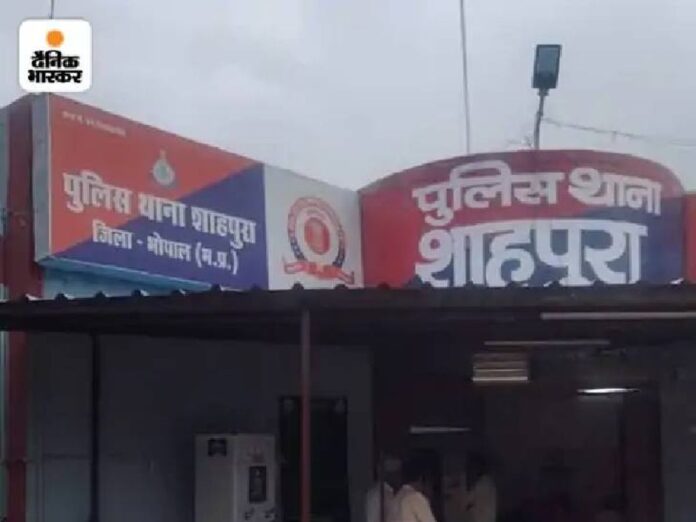 दैनिक
भास्कर
पुलिस थाना शाहपुरा
जिला - भोपाल (म.प्र.)
पुलिस थाना
शाहपुरा